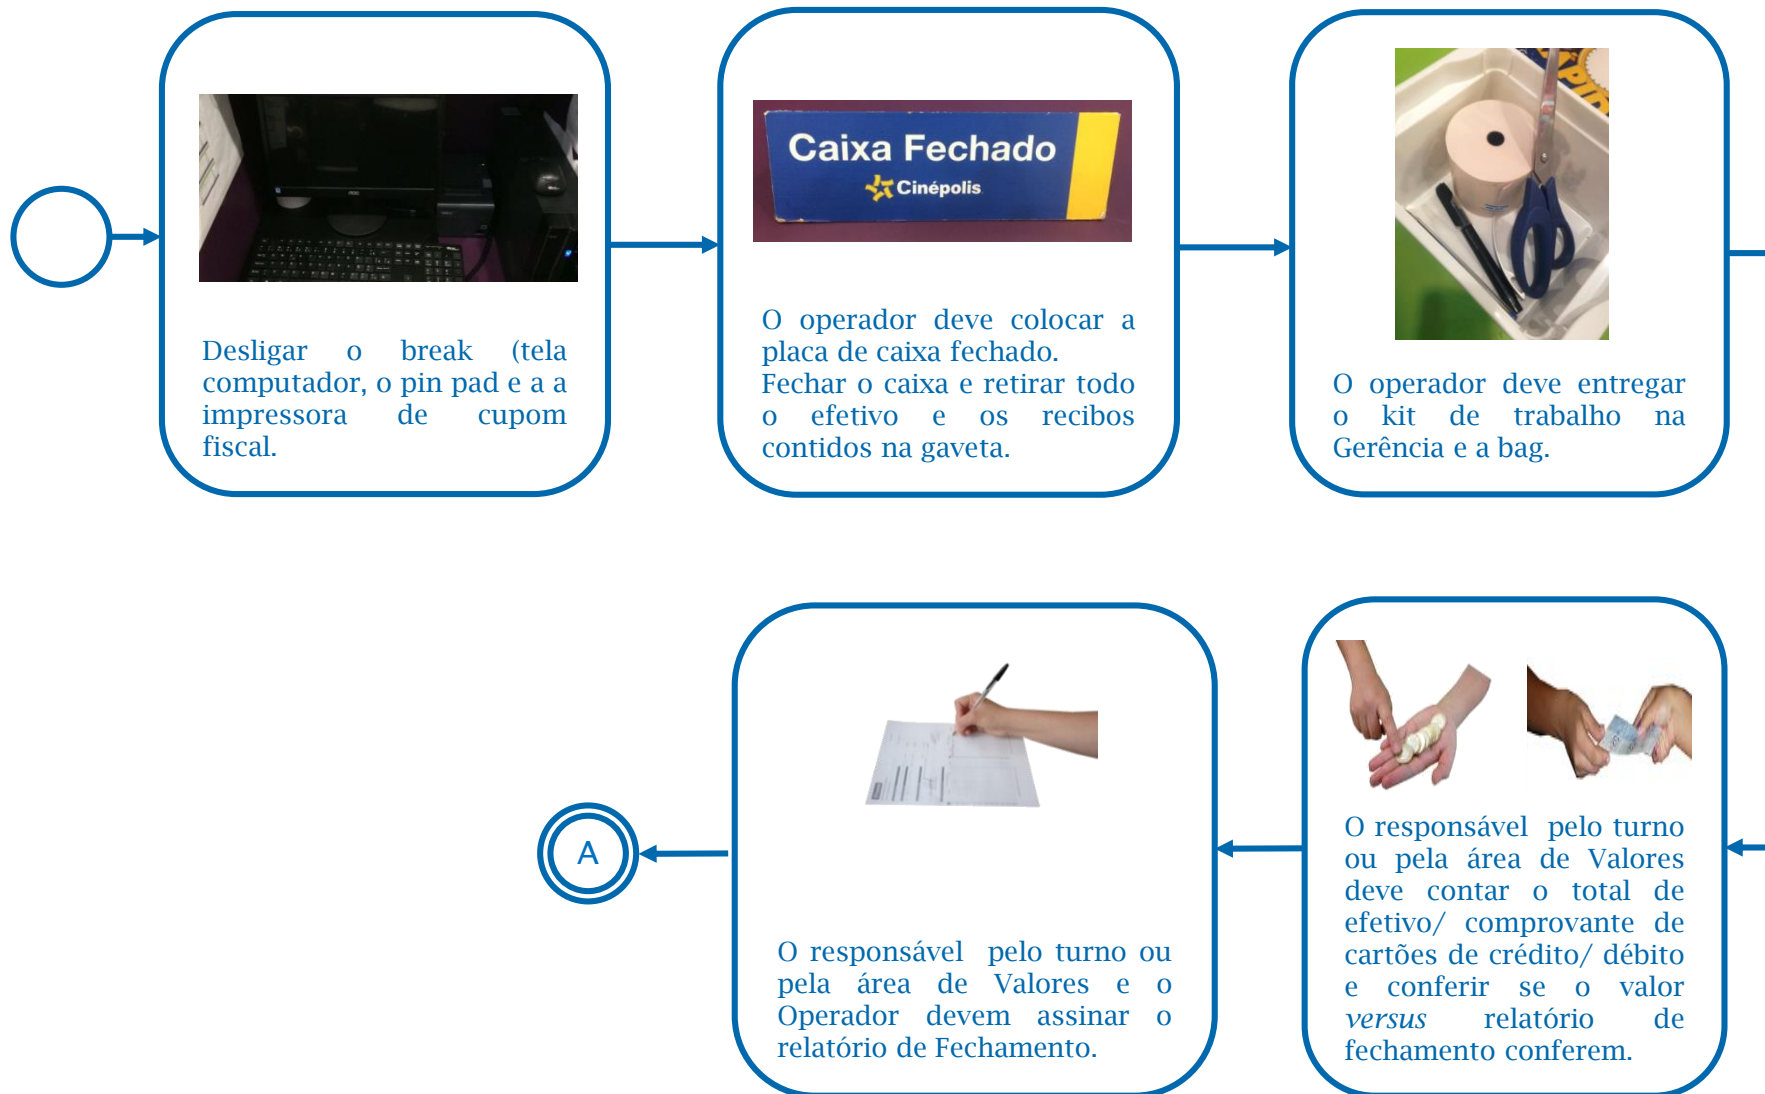 Desligar o break (tela
computador, o pin pad e a a
impressora de cupom
fiscal.
Caixa Fechado
Cinépolis
O operador deve colocar a
placa de caixa fechado.
Fechar o caixa e retirar todo
o efetivo e os recibos
contidos na gaveta.
O operador deve entregar
o kit de trabalho na
Gerência e a bag.
O responsável pelo turno
ou pela área de Valores
deve contar o total de
efetivo/ comprovante de
cartões de crédito/ débito
e conferir se o valor
versus relatório de
fechamento conferem.
O responsável pelo turno ou
pela área de Valores e o
Operador devem assinar o
relatório de Fechamento.
A